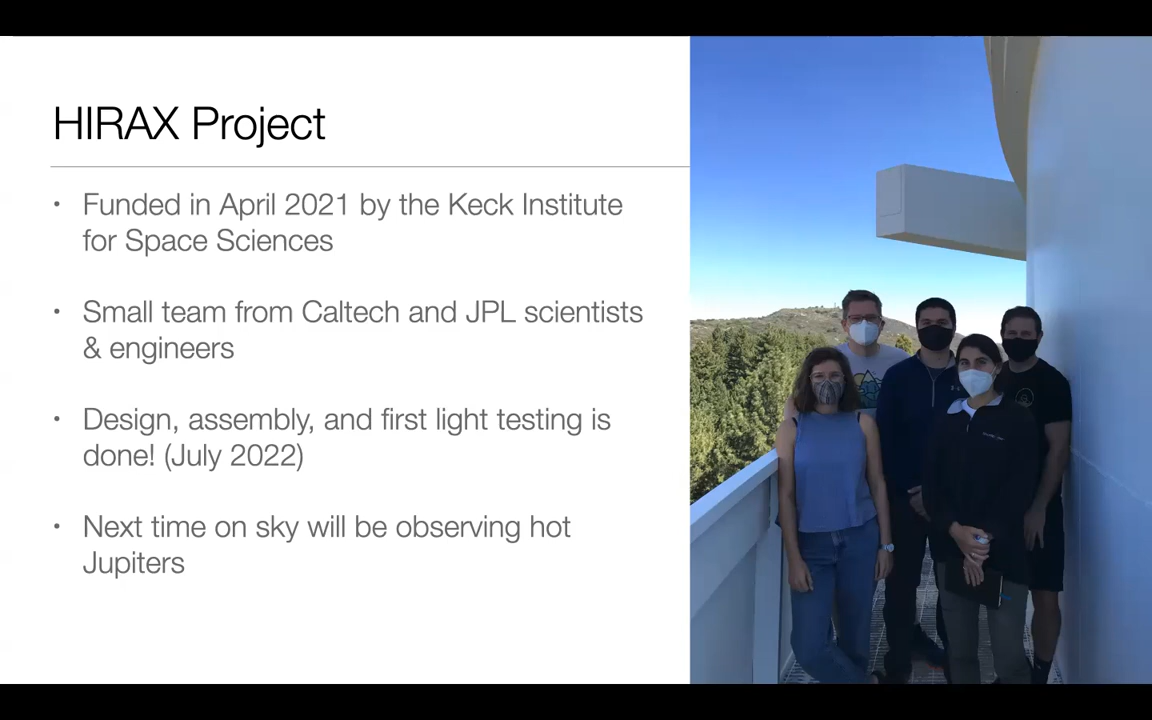 HIRAX Project
• Funded in April 2021 by the Keck Institute
for Space Sciences
• Small team from Caltech and JPL scientists
& engineers
• Design, assembly, and first light testing is
done! (July 2022)
• Next time on sky will be observing hot
Jupiters